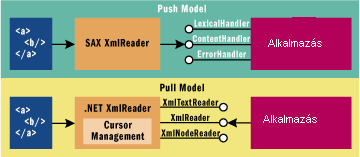 Push Model
<a>
<b/>
</a>
SAX XmlReader
LexicalHandler
ContentHandler
ErrorHandler
Alkalmazás
Pull Model
<a>
<b/>
</a>
.NET XmlReader
Cursor
Management
XmlTextReader
XmlReader
XmlNodeReader
Alkalmazás